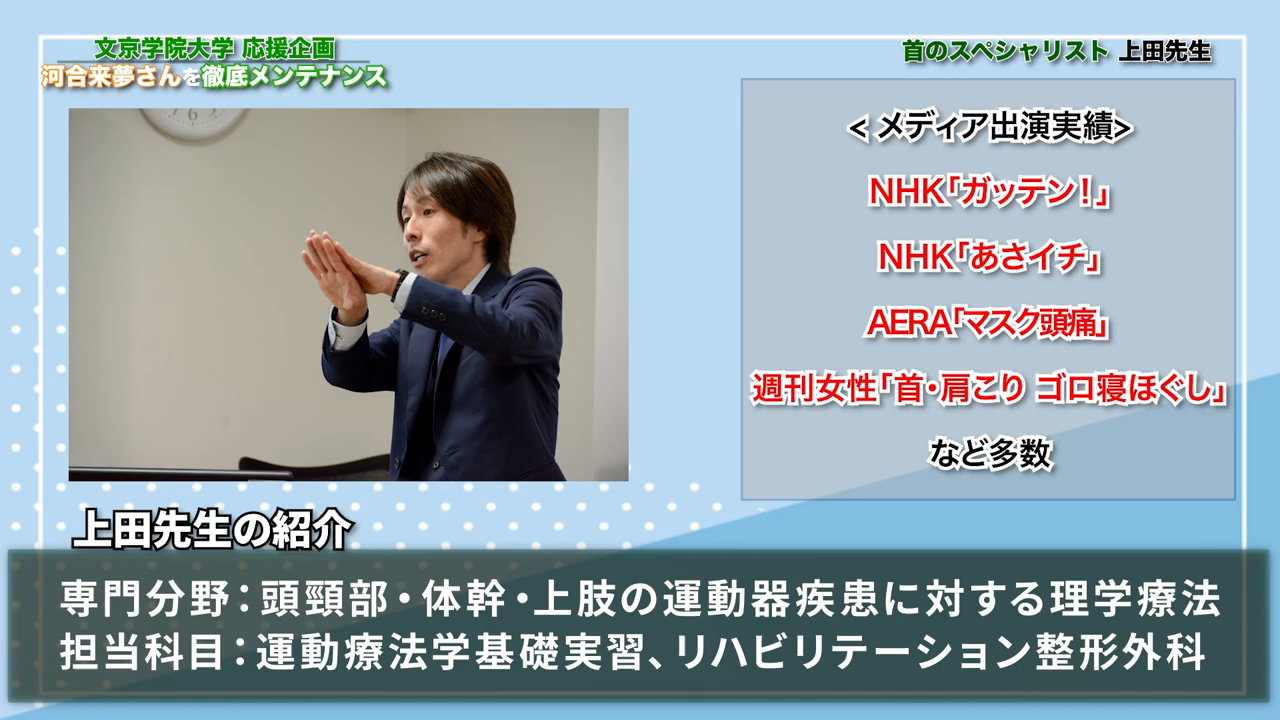 文京学院大学 応援企画
河合来夢さんを徹底メンテナンス
首のスペシャリスト 上田先生
<メディア出演実績>
NHK「ガッテン！」
NHK「あさイチ」
AERA「マスク頭痛」
週刊女性「首・肩こり ゴロ寝ほぐし」
など多数
上田先生の紹介
専門分野：頭頸部・体幹・上肢の運動器疾患に対する理学療法
担当科目：運動療法学基礎実習、リハビリテーション整形外科